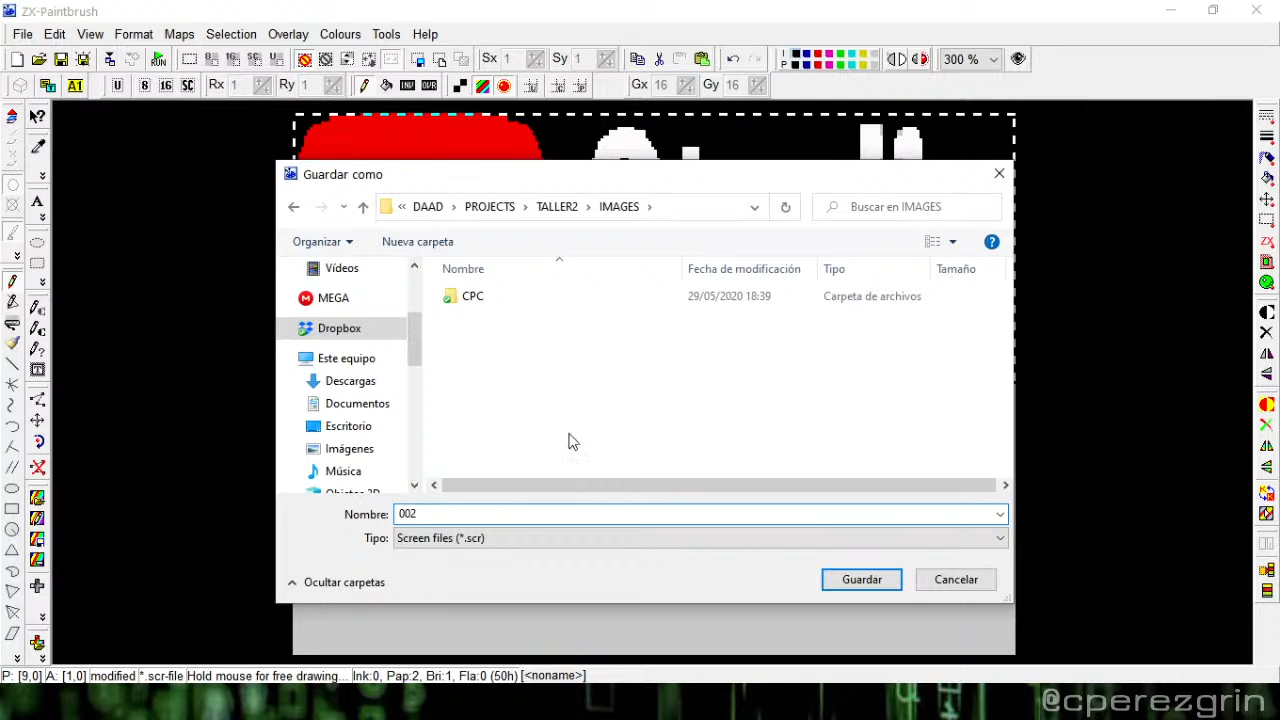 ZX-Paintbrush
File Edit View Format Maps Selection Overlay Colours Tools Help
Sx 1 Sy 1 I P 300 %
A1 U 8 16 SC Rx 1 Ry 1 INV OVR Gx 16 Gy 16
Guardar como
« DAAD > PROJECTS > TALLER2 > IMAGES > Buscar en IMAGES
Organizar Nueva carpeta
Nombre Fecha de modificación Tipo Tamaño
Vídeos
CPC 29/05/2020 18:39 Carpeta de archivos
MEGA
Dropbox
Este equipo
Descargas
Documentos
Escritorio
Imágenes
Música
Objetos 3D
Nombre: 002
Tipo: Screen files (*.scr)
Ocultar carpetas Guardar Cancelar
P: [9,0] A: [1,0] modified *.scr-file Hold mouse for free drawing... Ink:0, Pap:2, Bri:1, Fla:0 (50h) [<noname>]
@cperezgrin